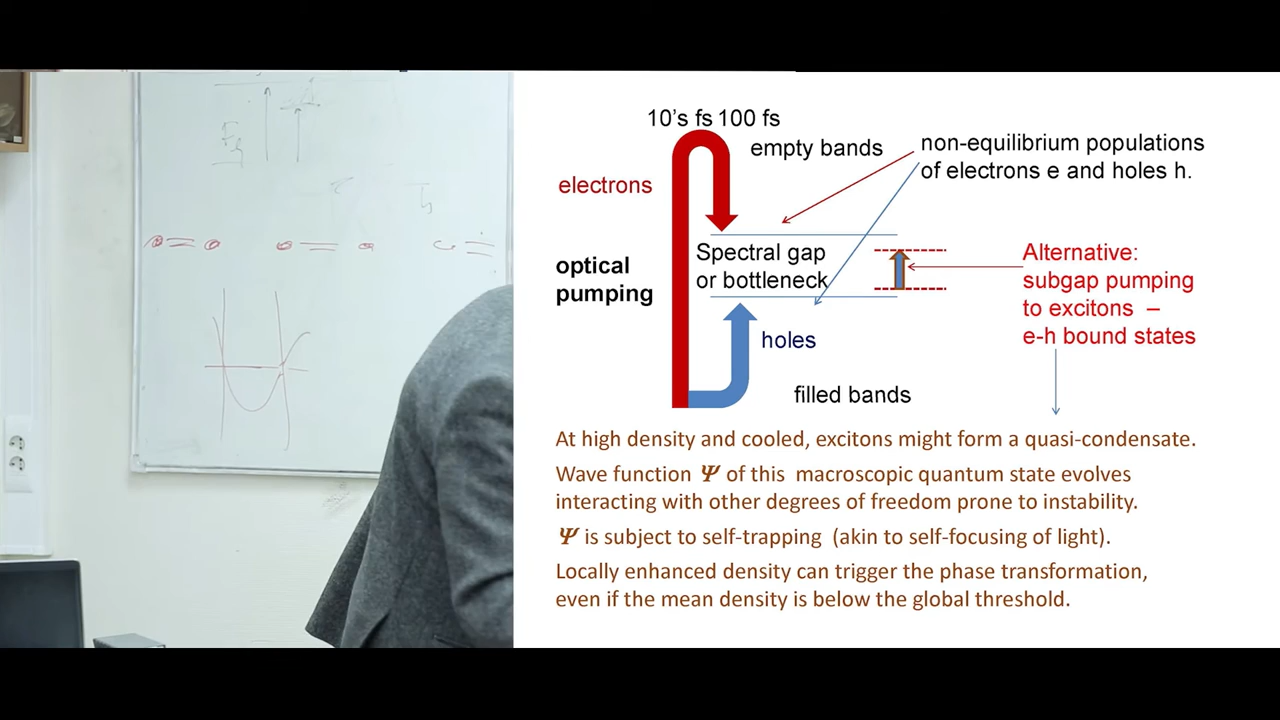 10's fs 100 fs
empty bands
non-equilibrium populations
of electrons e and holes h.
electrons
Spectral gap
or bottleneck
optical
pumping
Alternative:
subgap pumping
to excitons –
e-h bound states
holes
filled bands
At high density and cooled, excitons might form a quasi-condensate.
Wave function Ψ of this macroscopic quantum state evolves
interacting with other degrees of freedom prone to instability.
Ψ is subject to self-trapping (akin to self-focusing of light).
Locally enhanced density can trigger the phase transformation,
even if the mean density is below the global threshold.